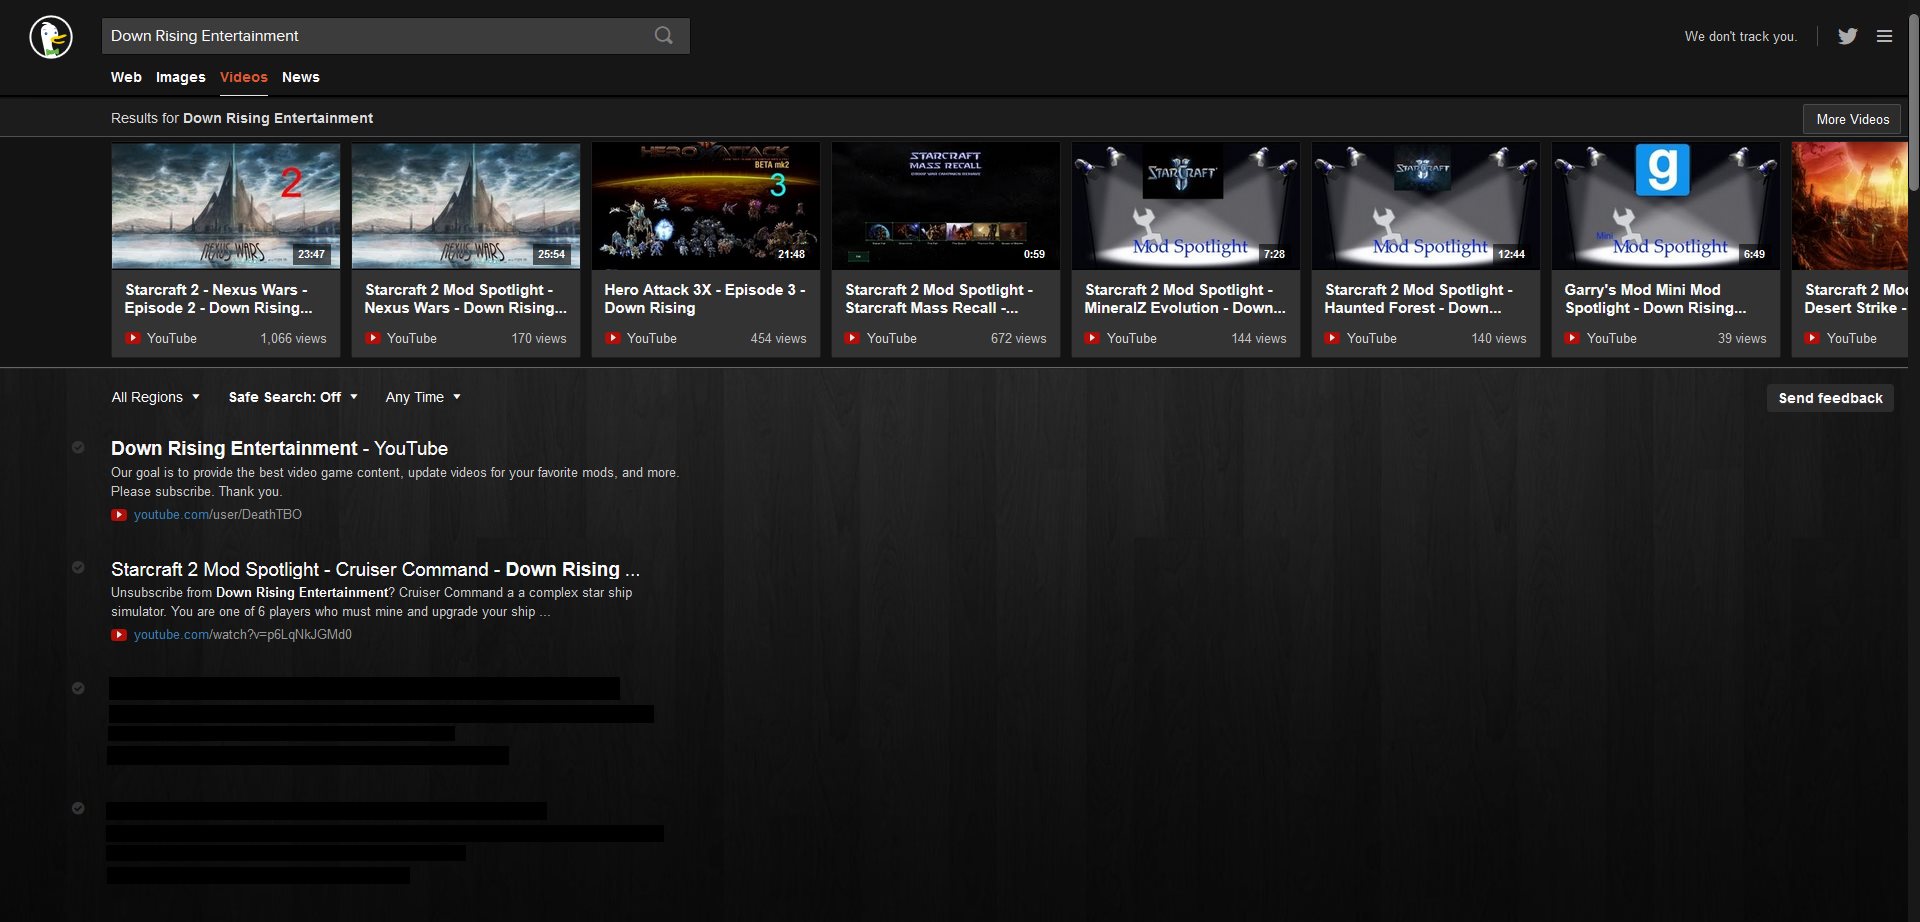 Down Rising Entertainment
We don't track you.
Web Images Videos News
Results for Down Rising Entertainment
More Videos
2
NEXUS WARS
23:47
Starcraft 2 - Nexus Wars -
Episode 2 - Down Rising...
YouTube 1,066 views
NEXUS WARS
25:54
Starcraft 2 Mod Spotlight -
Nexus Wars - Down Rising...
YouTube 170 views
HERO ATTACK
BETA mk2
3
21:48
Hero Attack 3X - Episode 3 -
Down Rising
YouTube 454 views
STARCRAFT
MASS RECALL
0:59
Starcraft 2 Mod Spotlight -
Starcraft Mass Recall -...
YouTube 672 views
STARCRAFT
Mod Spotlight
7:28
Starcraft 2 Mod Spotlight -
MineralZ Evolution - Down...
YouTube 144 views
STARCRAFT
Mod Spotlight
12:44
Starcraft 2 Mod Spotlight -
Haunted Forest - Down...
YouTube 140 views
g
Mini
Mod Spotlight
6:49
Garry's Mod Mini Mod
Spotlight - Down Rising...
YouTube 39 views
Starcraft 2 Mo
Desert Strike -
YouTube
All Regions Safe Search: Off Any Time
Send feedback
Down Rising Entertainment - YouTube
Our goal is to provide the best video game content, update videos for your favorite mods, and more.
Please subscribe. Thank you.
youtube.com/user/DeathTBO
Starcraft 2 Mod Spotlight - Cruiser Command - Down Rising ...
Unsubscribe from Down Rising Entertainment? Cruiser Command a a complex star ship
simulator. You are one of 6 players who must mine and upgrade your ship ...
youtube.com/watch?v=p6LqNkJGMd0